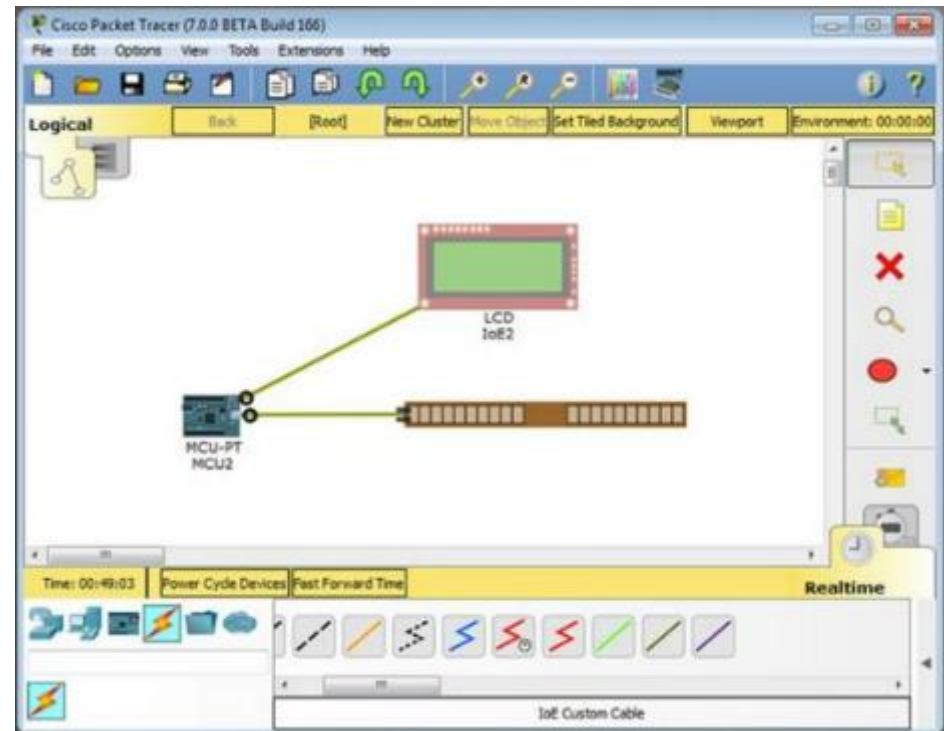 Cisco Packet Tracer (7.0.0 BETA Build 166)
File Edit Options View Tools Extensions Help
Logical Back [Root] New Cluster Move Object Set Tiled Background Viewport Environment: 00:00:00
LCD
IoE2
MCU-PT
MCU2
Time: 00:49:03 Power Cycle Devices Fast Forward Time Realtime
IoE Custom Cable